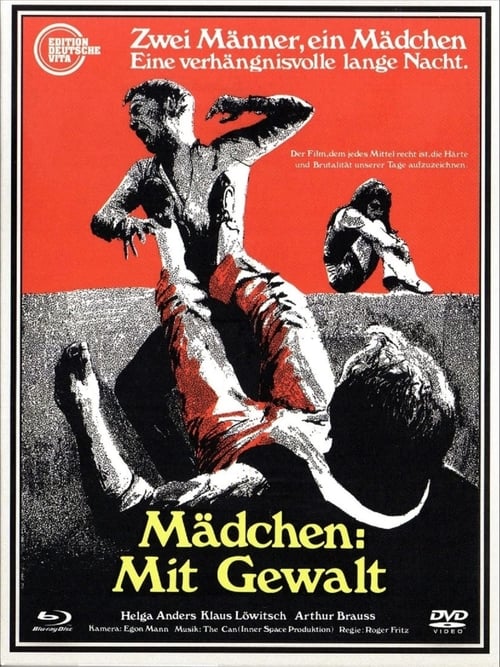 EDITION
DEUTSCHE
VITA
Zwei Männer, ein Mädchen
Eine verhängnisvolle lange Nacht.
Der Film, dem jedes Mittel recht ist, die Härte
und Brutalität unserer Tage aufzuzeichnen.
Mädchen:
Mit Gewalt
Blu-ray Disc
Helga Anders Klaus Löwitsch Arthur Brauss
Kamera: Egon Mann Musik: The Can (Inner Space Produktion) Regie: Roger Fritz
DVD
VIDEO